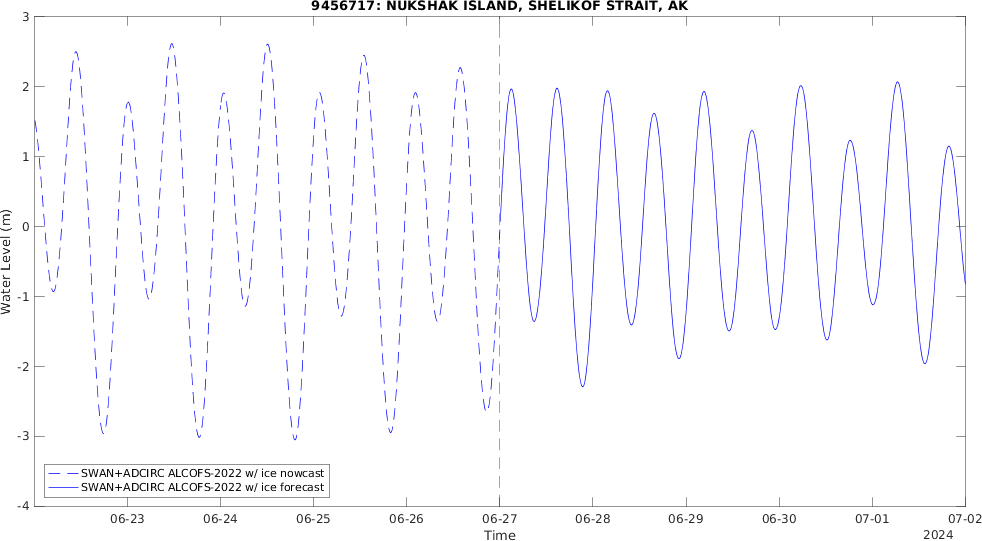 9456717: NUKSHAK ISLAND, SHELIKOF STRAIT, AK
3
2
1
0
-1
-2
-3
-4
Water Level (m)
SWAN+ADCIRC ALCOFS-2022 w/ ice nowcast
SWAN+ADCIRC ALCOFS-2022 w/ ice forecast
06-23 06-24 06-25 06-26 06-27 06-28 06-29 06-30 07-01 07-02
Time
2024